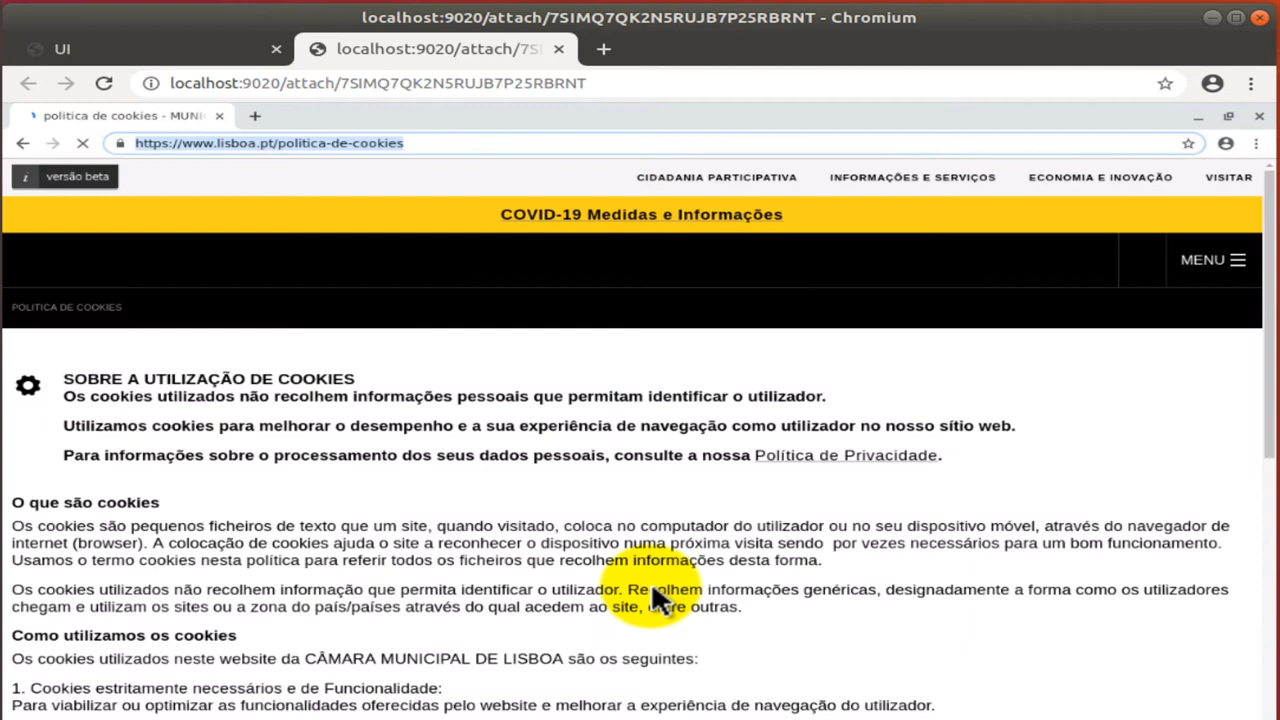 localhost:9020/attach/7SIMQ7QK2N5RUJB7P25RBRNT - Chromium
UI
localhost:9020/attach/7SI
localhost:9020/attach/7SIMQ7QK2N5RUJB7P25RBRNT
politica de cookies - MUNI
https://www.lisboa.pt/politica-de-cookies
i versão beta
CIDADANIA PARTICIPATIVA INFORMAÇÕES E SERVIÇOS ECONOMIA E INOVAÇÃO VISITAR
COVID-19 Medidas e Informações
MENU
POLITICA DE COOKIES
SOBRE A UTILIZAÇÃO DE COOKIES
Os cookies utilizados não recolhem informações pessoais que permitam identificar o utilizador.
Utilizamos cookies para melhorar o desempenho e a sua experiência de navegação como utilizador no nosso sítio web.
Para informações sobre o processamento dos seus dados pessoais, consulte a nossa Política de Privacidade.
O que são cookies
Os cookies são pequenos ficheiros de texto que um site, quando visitado, coloca no computador do utilizador ou no seu dispositivo móvel, através do navegador de
internet (browser). A colocação de cookies ajuda o site a reconhecer o dispositivo numa próxima visita sendo por vezes necessários para um bom funcionamento.
Usamos o termo cookies nesta política para referir todos os ficheiros que recolhem informações desta forma.
Os cookies utilizados não recolhem informação que permita identificar o utilizador. Recolhem informações genéricas, designadamente a forma como os utilizadores
chegam e utilizam os sites ou a zona do país/países através do qual acedem ao site, entre outras.
Como utilizamos os cookies
Os cookies utilizados neste website da CÂMARA MUNICIPAL DE LISBOA são os seguintes:
1. Cookies estritamente necessários e de Funcionalidade:
Para viabilizar ou optimizar as funcionalidades oferecidas pelo website e melhorar a experiência de navegação do utilizador.